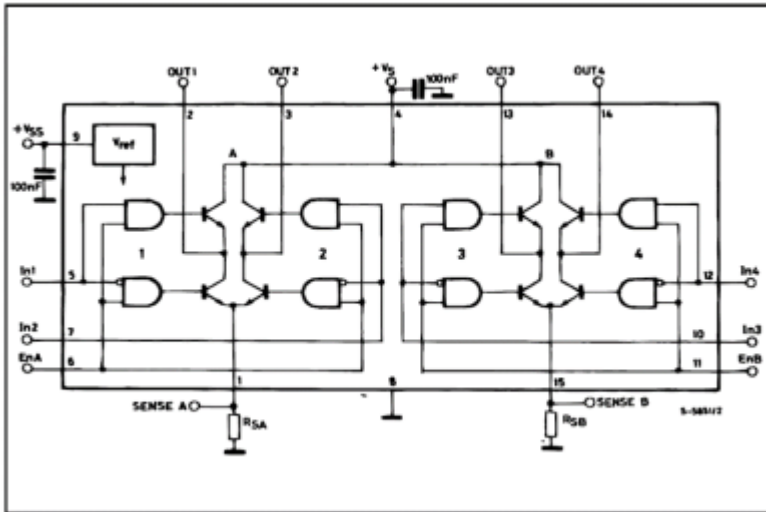 OUT1 OUT2 +VS 100nF OUT3 OUT4
2 3 4 13 14
+VSS 9 Vref A B
100nF
1 2 3 4
In1 5 12 In4
In2 7 10 In3
EnA 6 11 EnB
1 8 15
SENSE A SENSE B S-5851/2
RSA RSB